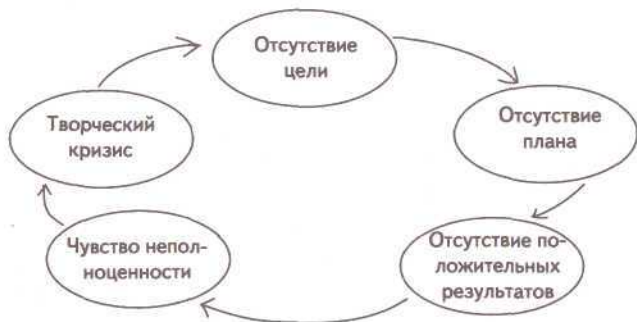 Отсутствие
цели
Отсутствие
плана
Отсутствие по-
ложительных
результатов
Чувство непол-
ноценности
Творческий
кризис